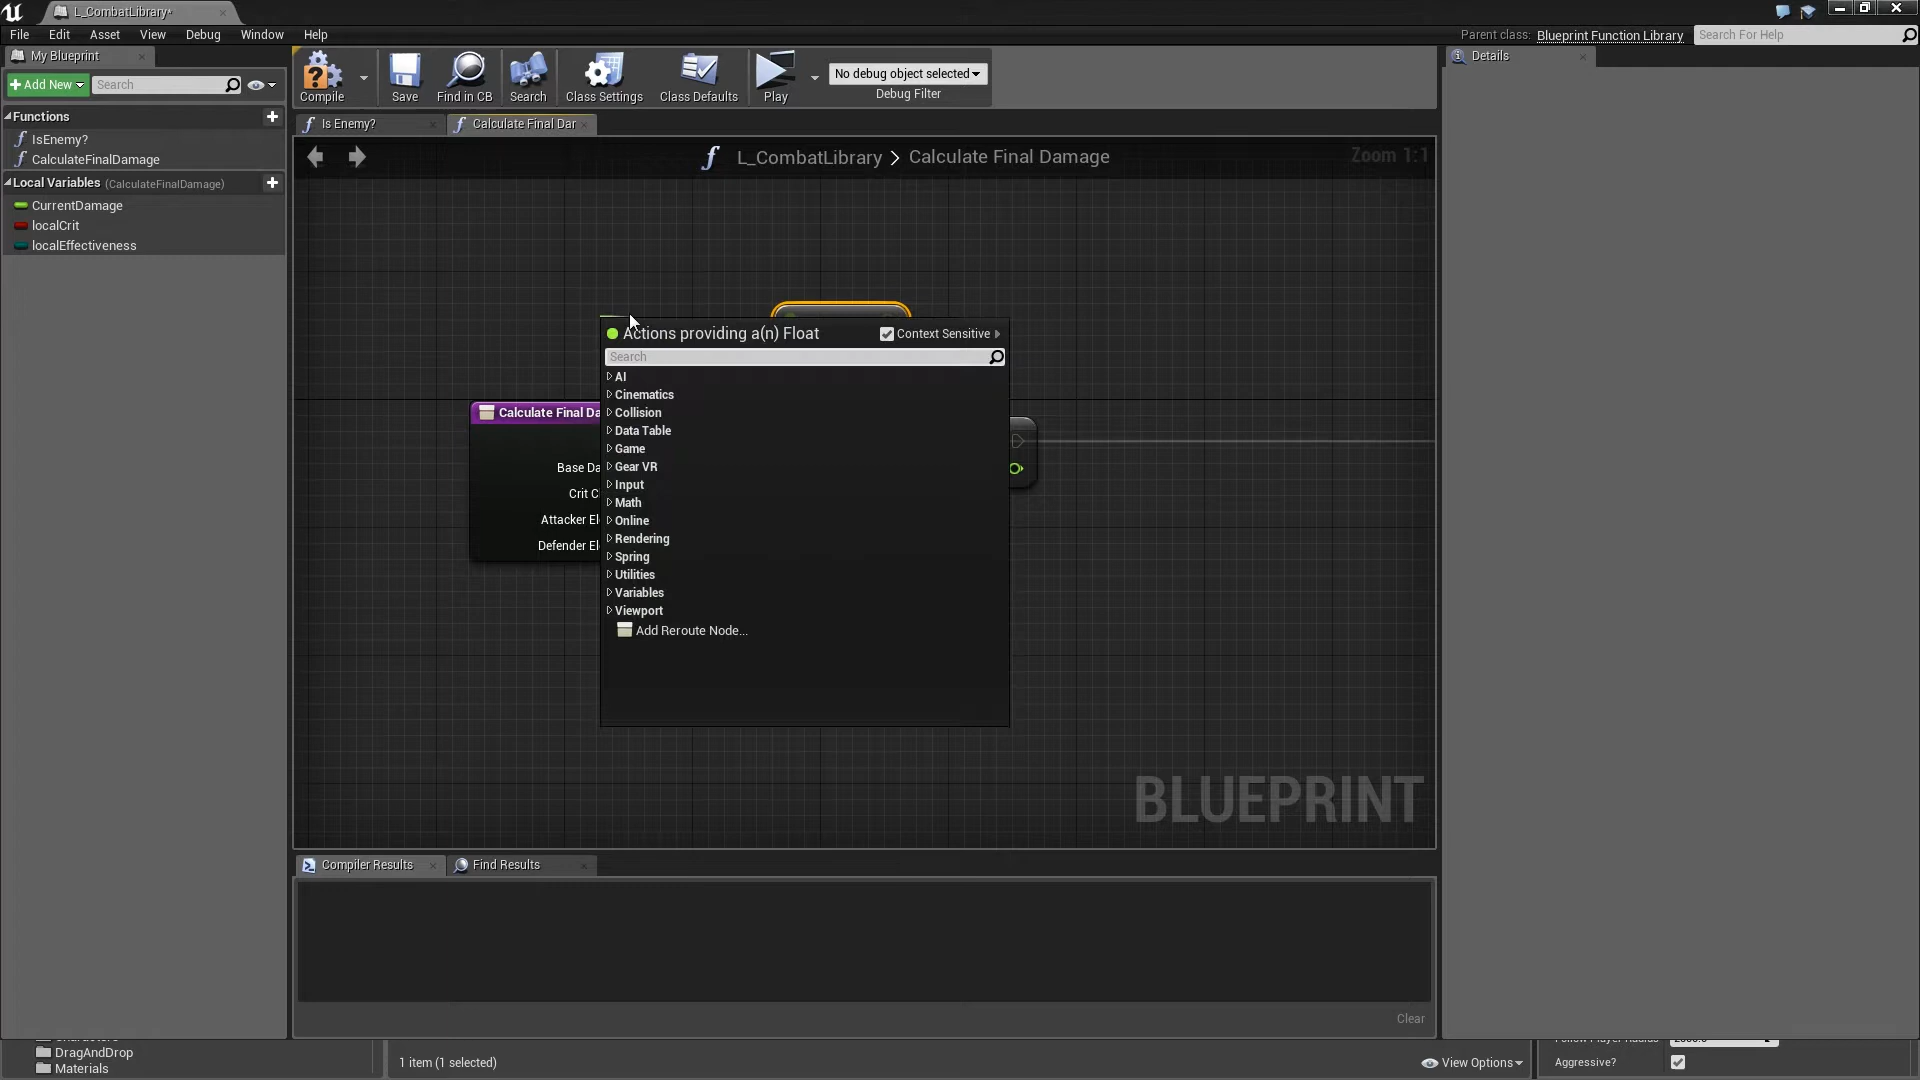 L_CombatLibrary*
File Edit Asset View Debug Window Help
Parent class: Blueprint Function Library
Search For Help
My Blueprint
Add New
Search
Functions
IsEnemy?
CalculateFinalDamage
Local Variables (CalculateFinalDamage)
CurrentDamage
localCrit
localEffectiveness
Compile
Save
Find in CB
Search
Class Settings
Class Defaults
Play
No debug object selected
Debug Filter
Details
Is Enemy?
Calculate Final Dar
L_CombatLibrary > Calculate Final Damage
Zoom 1:1
Calculate Final Da
Base Da
Crit C
Attacker El
Defender El
Actions providing a(n) Float
Context Sensitive
Search
AI
Cinematics
Collision
Data Table
Game
Gear VR
Input
Math
Online
Rendering
Spring
Utilities
Variables
Viewport
Add Reroute Node...
BLUEPRINT
Compiler Results
Find Results
Clear
DragAndDrop
Materials
1 item (1 selected)
View Options
Aggressive?